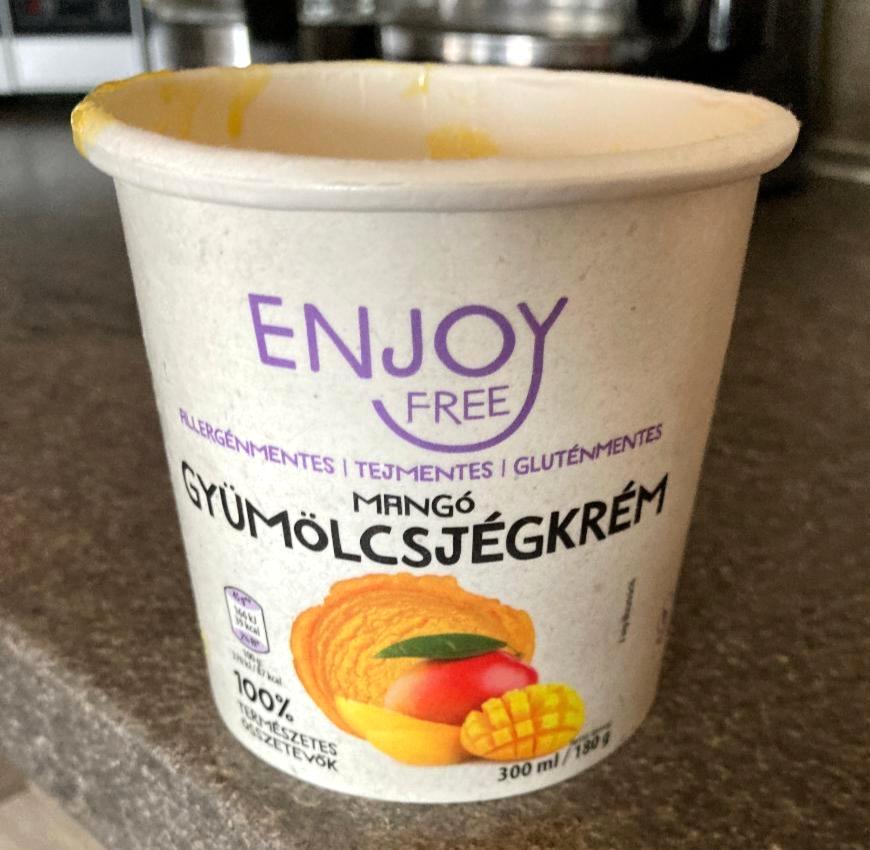 ENJOY
FREE
ALLERGÉNMENTES | TEJMENTES | GLUTÉNMENTES
MANGÓ
GYÜMÖLCSJÉGKRÉM
100%
TERMÉSZETES
ÖSSZETEVŐK
300 ml / 180 g